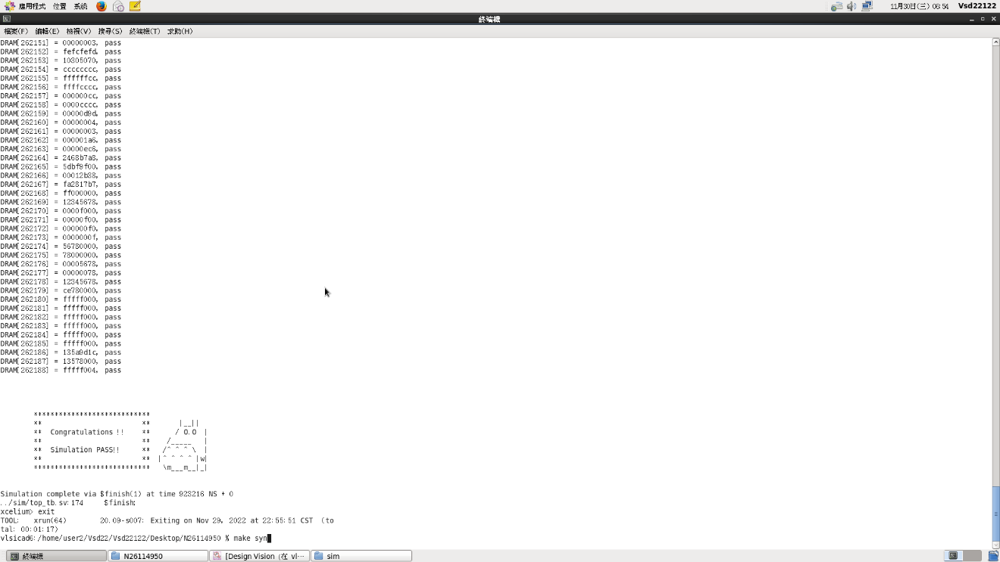 應用程式 位置 系統 11月30日(三) 06:54 Vsd22122
終端機
檔案(F) 編輯(E) 檢視(V) 搜尋(S) 終端機(T) 求助(H)
DRAM[262151] = 00000003, pass
DRAM[262152] = fefcfefd, pass
DRAM[262153] = 10305070, pass
DRAM[262154] = cccccccc, pass
DRAM[262155] = ffffffcc, pass
DRAM[262156] = ffffcccc, pass
DRAM[262157] = 000000cc, pass
DRAM[262158] = 0000cccc, pass
DRAM[262159] = 00000d9d, pass
DRAM[262160] = 00000004, pass
DRAM[262161] = 00000003, pass
DRAM[262162] = 000001a6, pass
DRAM[262163] = 00000ec6, pass
DRAM[262164] = 2468b7a8, pass
DRAM[262165] = 5dbf9f00, pass
DRAM[262166] = 00012b38, pass
DRAM[262167] = fa2817b7, pass
DRAM[262168] = ff000000, pass
DRAM[262169] = 12345678, pass
DRAM[262170] = 0000f000, pass
DRAM[262171] = 00000f00, pass
DRAM[262172] = 000000f0, pass
DRAM[262173] = 0000000f, pass
DRAM[262174] = 56780000, pass
DRAM[262175] = 78000000, pass
DRAM[262176] = 00005678, pass
DRAM[262177] = 00000078, pass
DRAM[262178] = 12345678, pass
DRAM[262179] = ce780000, pass
DRAM[262180] = fffff000, pass
DRAM[262181] = fffff000, pass
DRAM[262182] = fffff000, pass
DRAM[262183] = fffff000, pass
DRAM[262184] = fffff000, pass
DRAM[262185] = fffff000, pass
DRAM[262186] = 135a9d1c, pass
DRAM[262187] = 13578000, pass
DRAM[262188] = fffff004, pass
****************************
**                        **       |__||
**  Congratulations !!    **      / O.O  |
**                        **    /_____   |
**  Simulation PASS!!     **   /^ ^ ^ \  |
**                        **  |^ ^ ^ ^ |w|
****************************   \m___m__|_|
Simulation complete via $finish(1) at time 923216 NS + 0
../sim/top_tb.sv:174     $finish;
xcelium> exit
TOOL:   xrun(64)        20.09-s007: Exiting on Nov 29, 2022 at 22:55:51 CST  (to
tal: 00:01:17)
vlsicad6:/home/user2/Vsd22/Vsd22122/Desktop/N26114950 % make syn
終端機 N26114950 [Design Vision (在 vl… sim